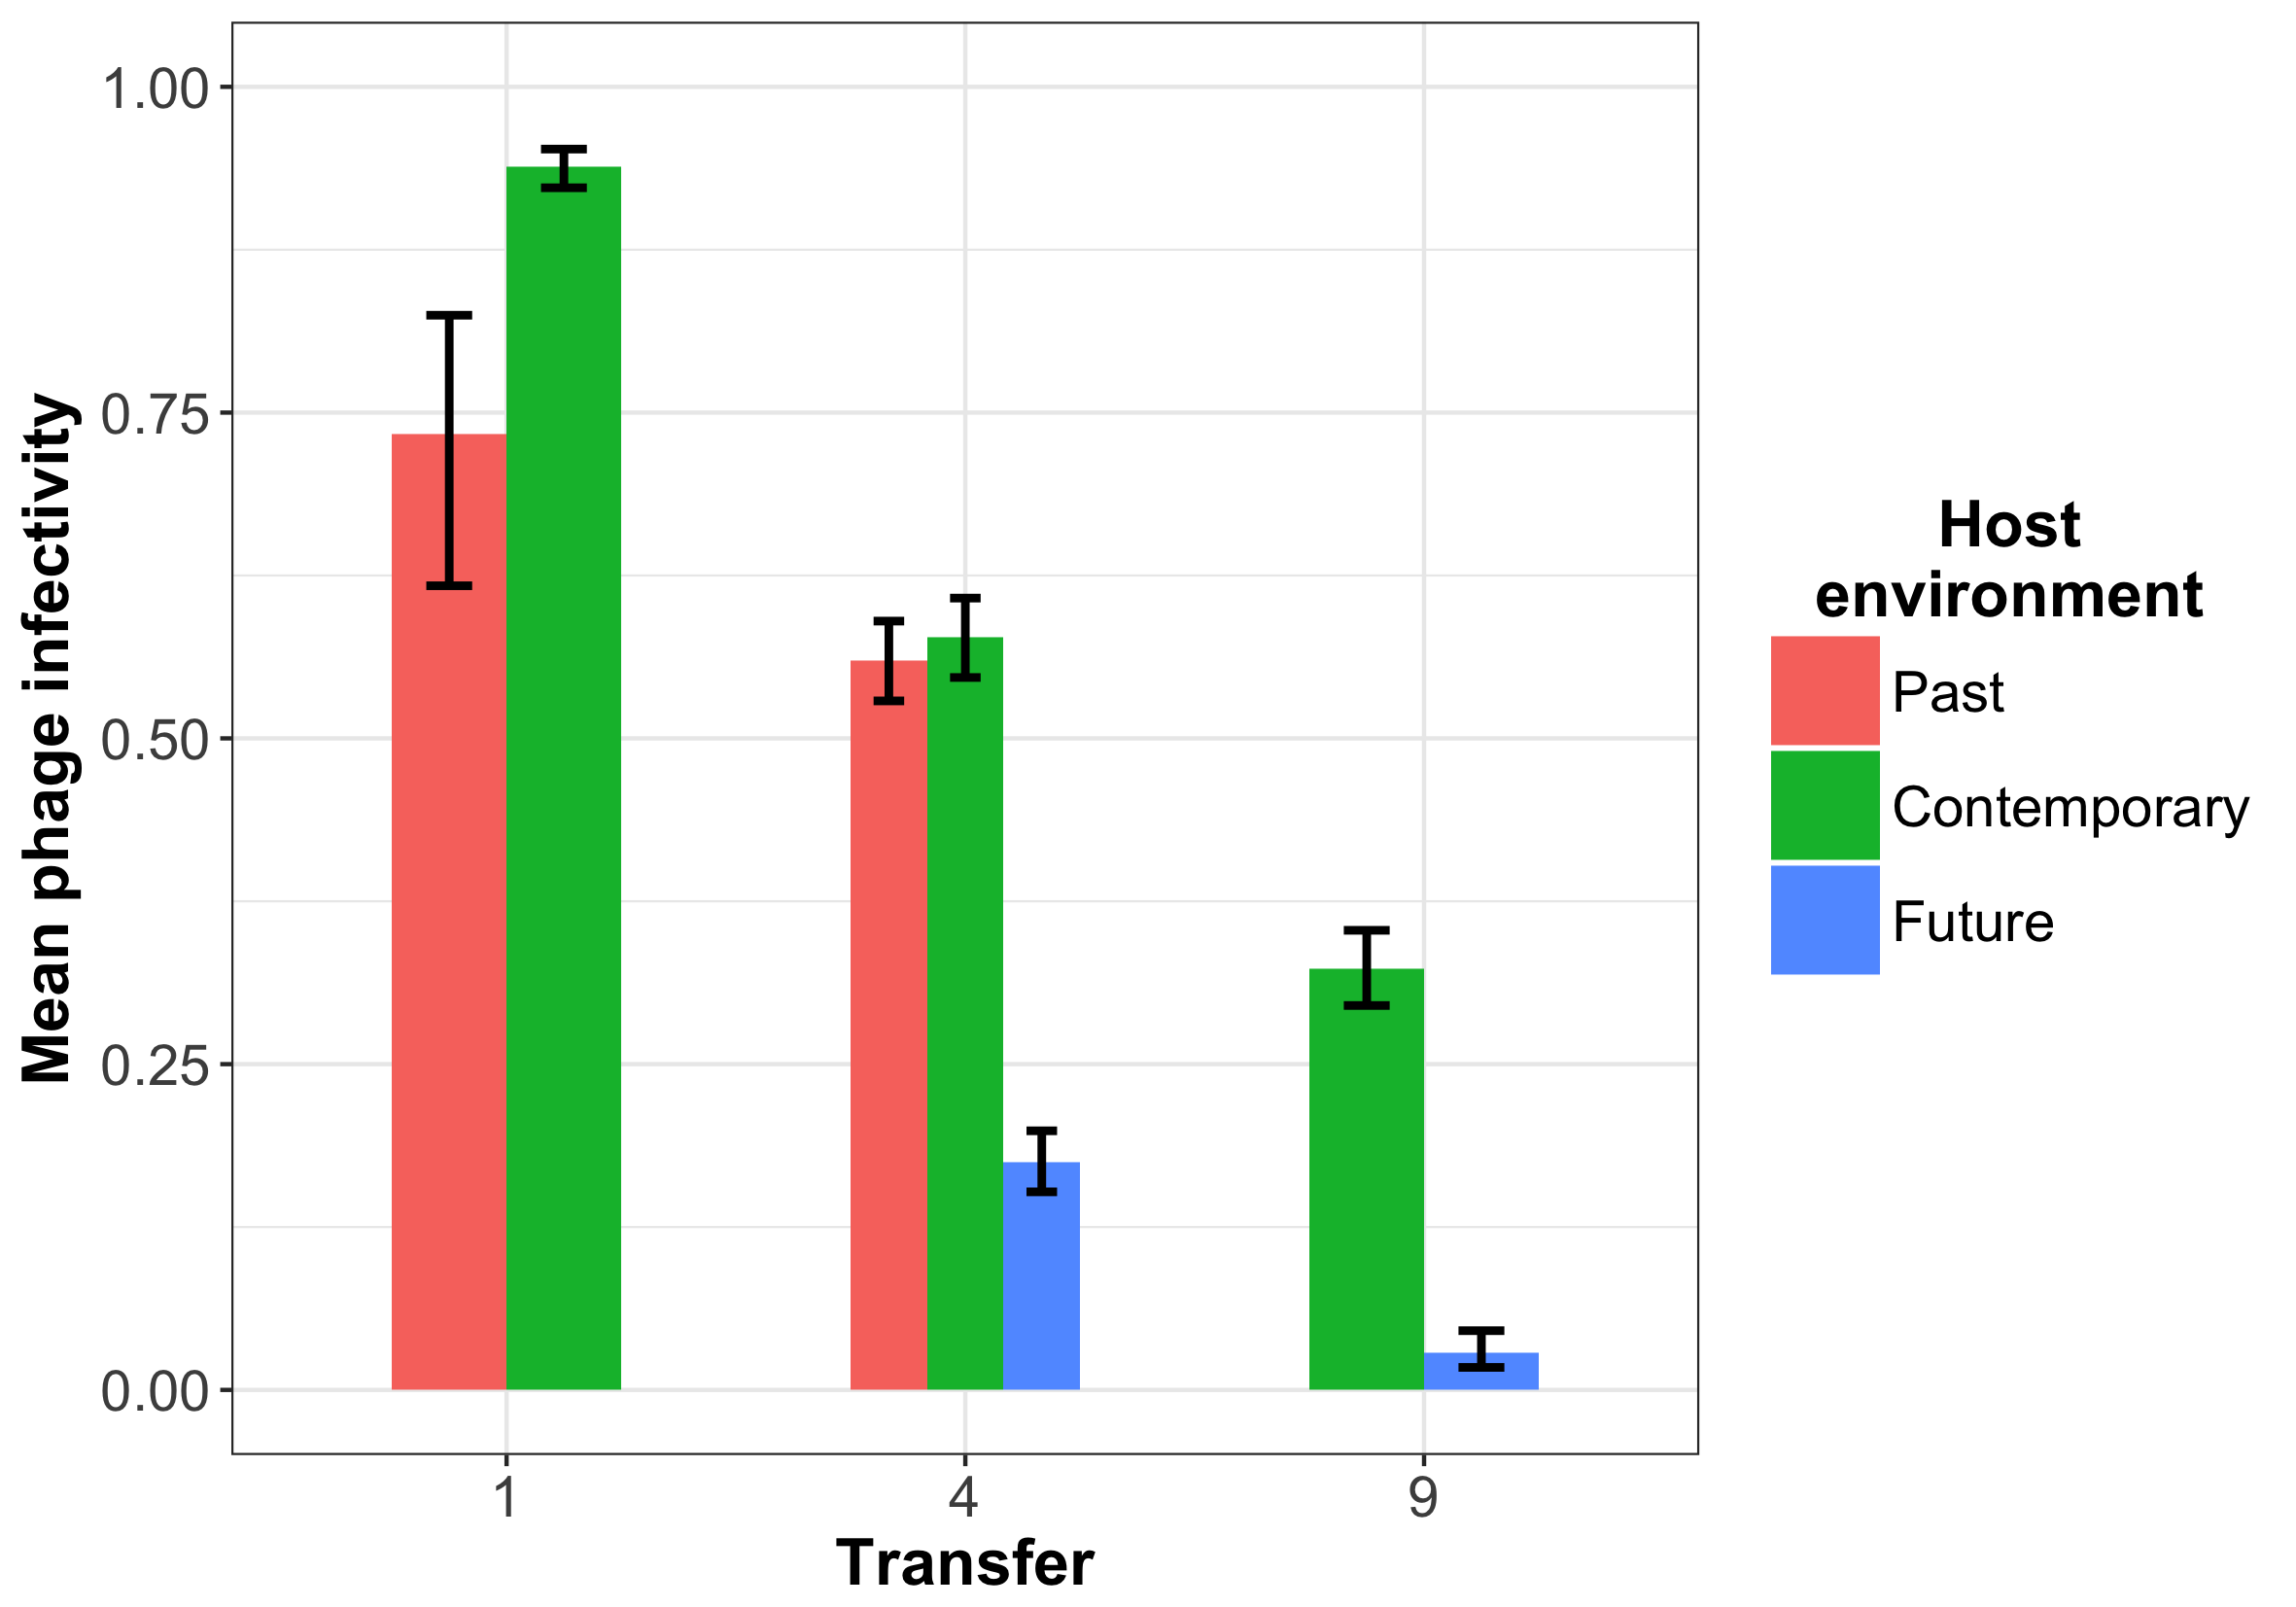 Mean phage infectivity
1.00
0.75
0.50
0.25
0.00
1
4
9
Transfer
Host
environment
Past
Contemporary
Future